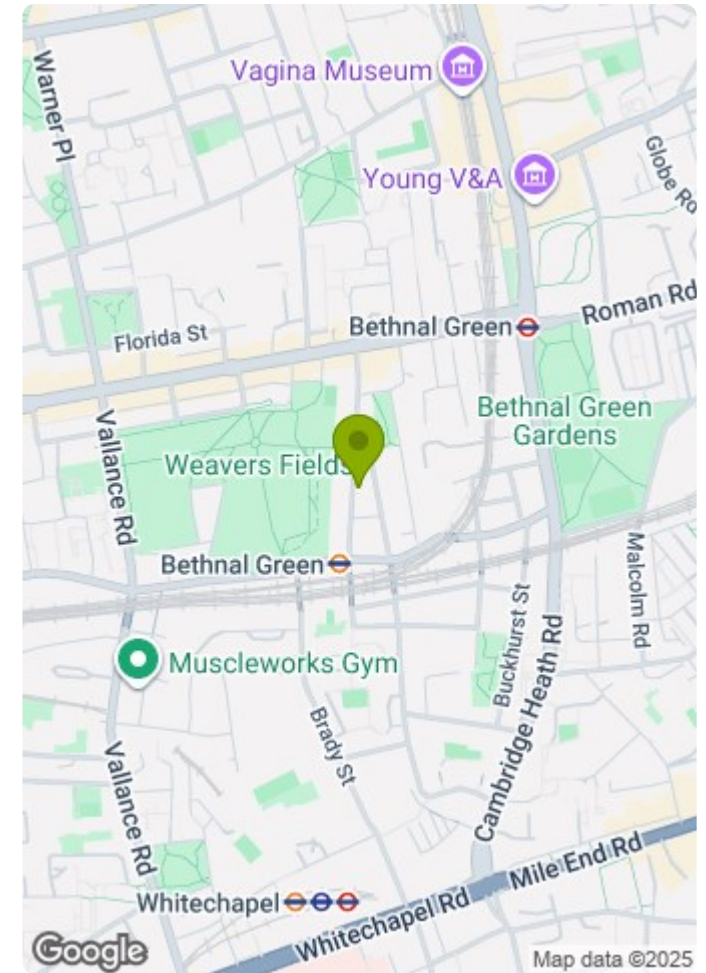 Vagina Museum
Warner Pl
Young V&A
Globe Rd
Bethnal Green
Roman Rd
Florida St
Bethnal Green
Gardens
Vallance Rd
Weavers Fields
Bethnal Green
Malcolm Rd
Buckhurst St
Muscleworks Gym
Cambridge Heath Rd
Brady St
Vallance Rd
Mile End Rd
Whitechapel
Whitechapel Rd
Google
Map data ©2025